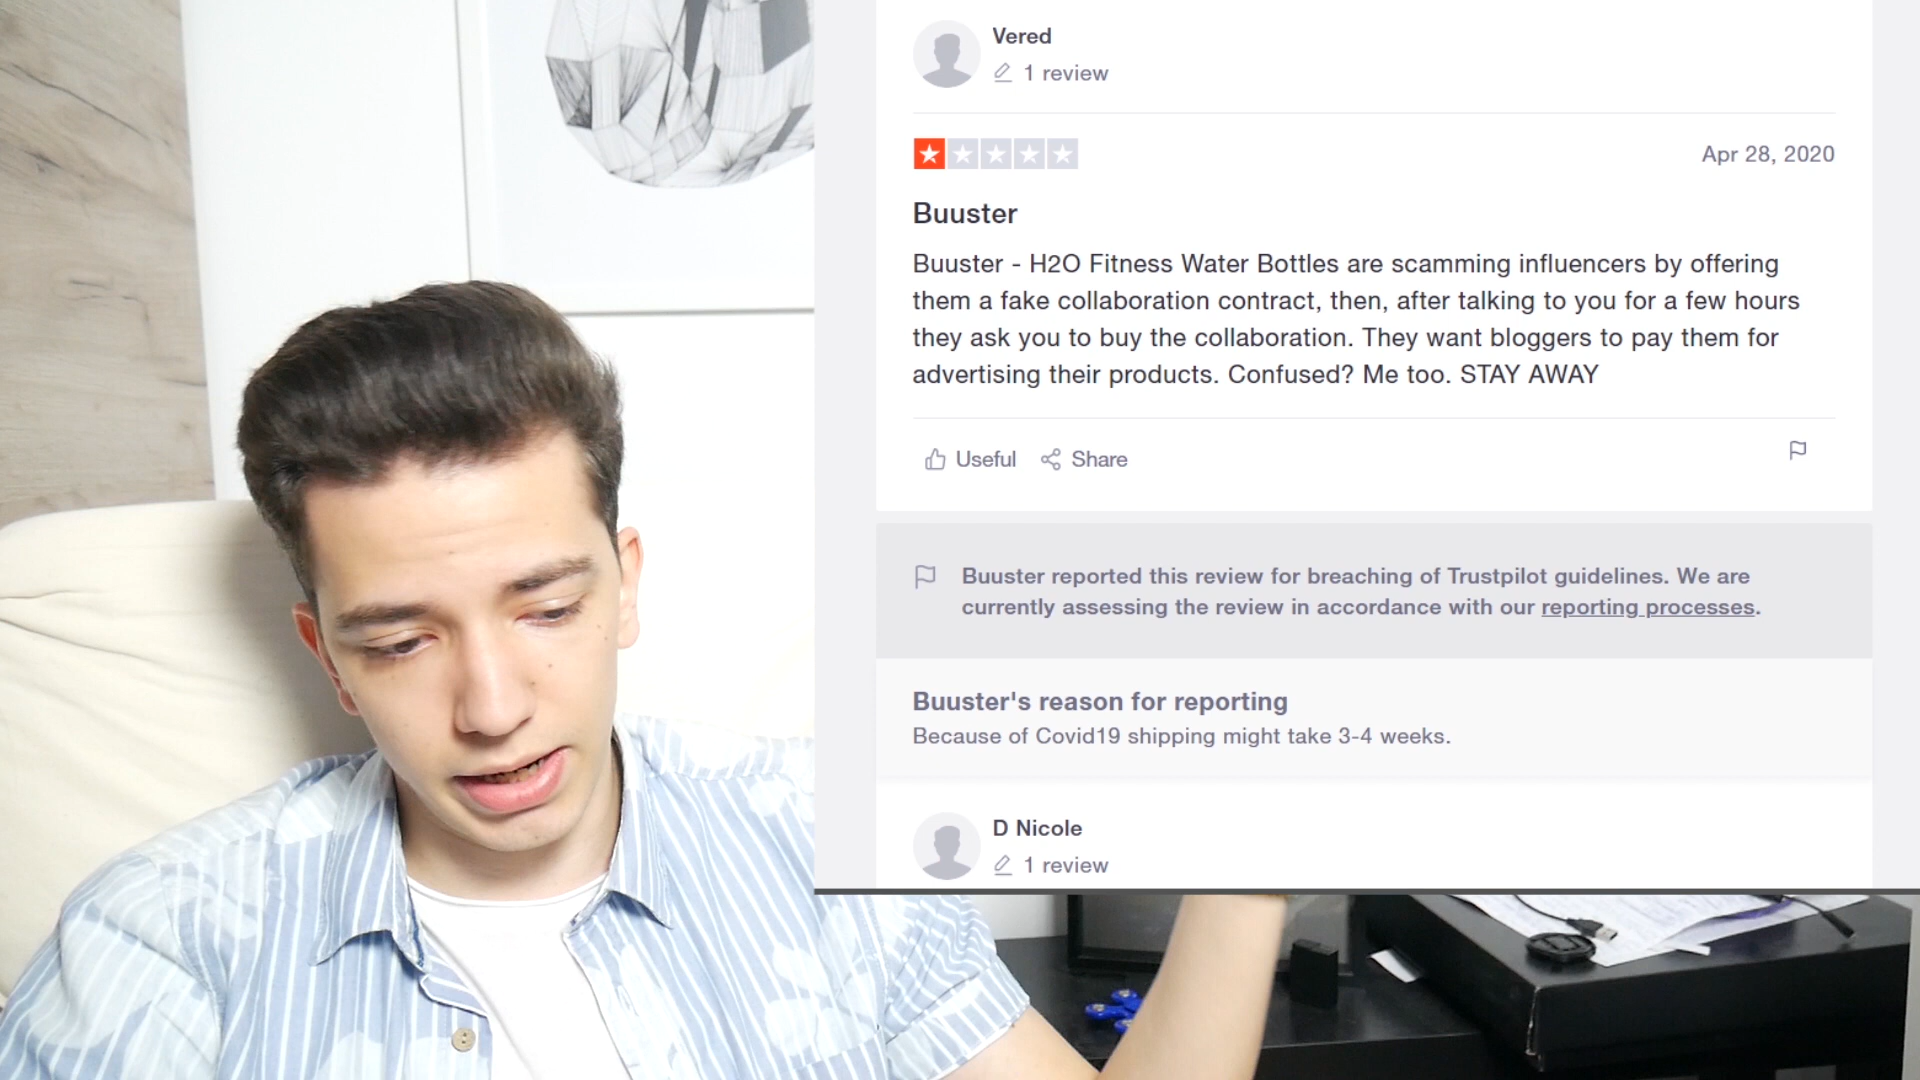 Vered
1 review
Apr 28, 2020
Buuster
Buuster - H2O Fitness Water Bottles are scamming influencers by offering
them a fake collaboration contract, then, after talking to you for a few hours
they ask you to buy the collaboration. They want bloggers to pay them for
advertising their products. Confused? Me too. STAY AWAY
Useful Share
Buuster reported this review for breaching of Trustpilot guidelines. We are
currently assessing the review in accordance with our reporting processes.
Buuster's reason for reporting
Because of Covid19 shipping might take 3-4 weeks.
D Nicole
1 review